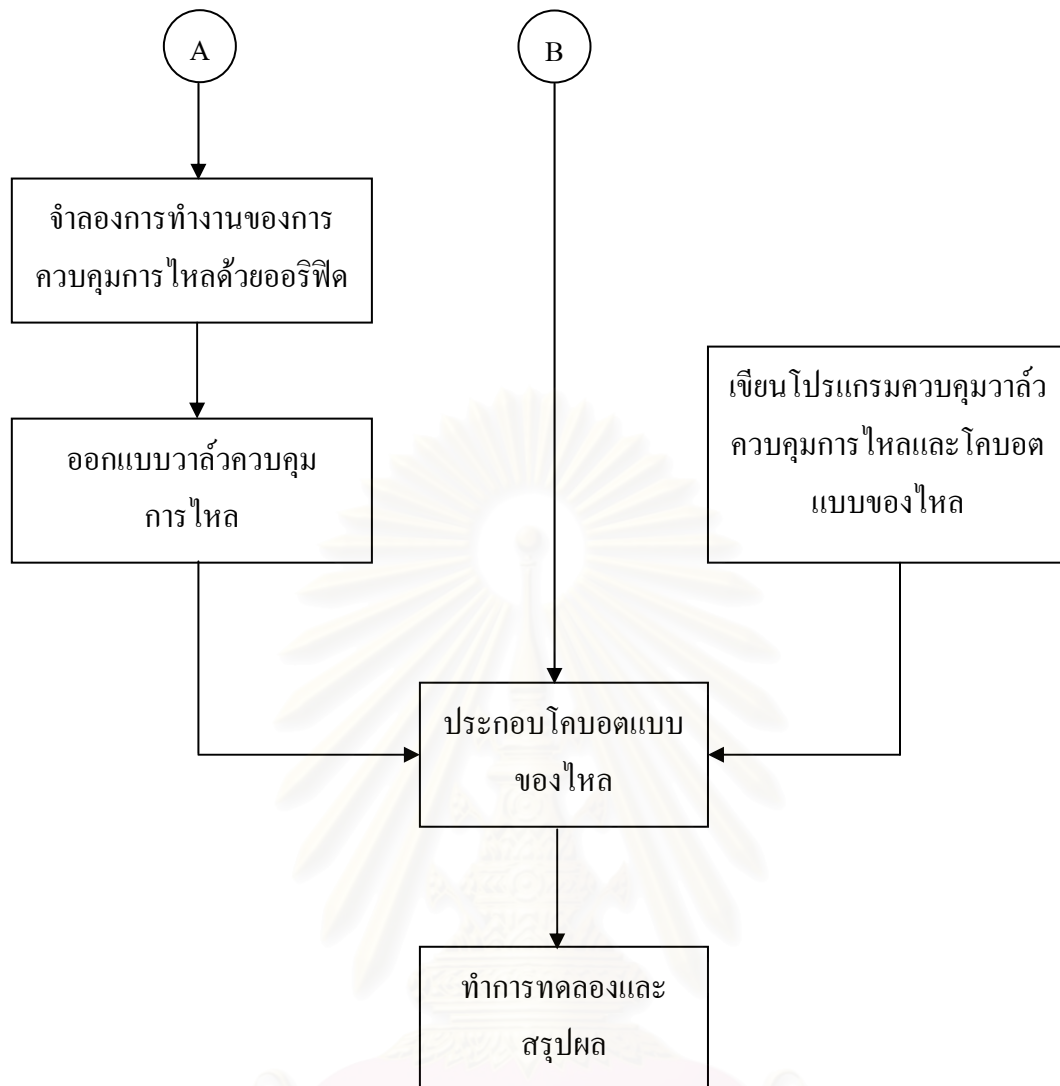 A
B
จำลองการทำงานของการ
ควบคุมการไหลด้วยออริฟิต
ออกแบบวาล์วควบคุม
การไหล
เขียนโปรแกรมควบคุมวาล์ว
ควบคุมการไหลและโคบอต
แบบของไหล
ประกอบโคบอตแบบ
ของไหล
ทำการทดลองและ
สรุปผล